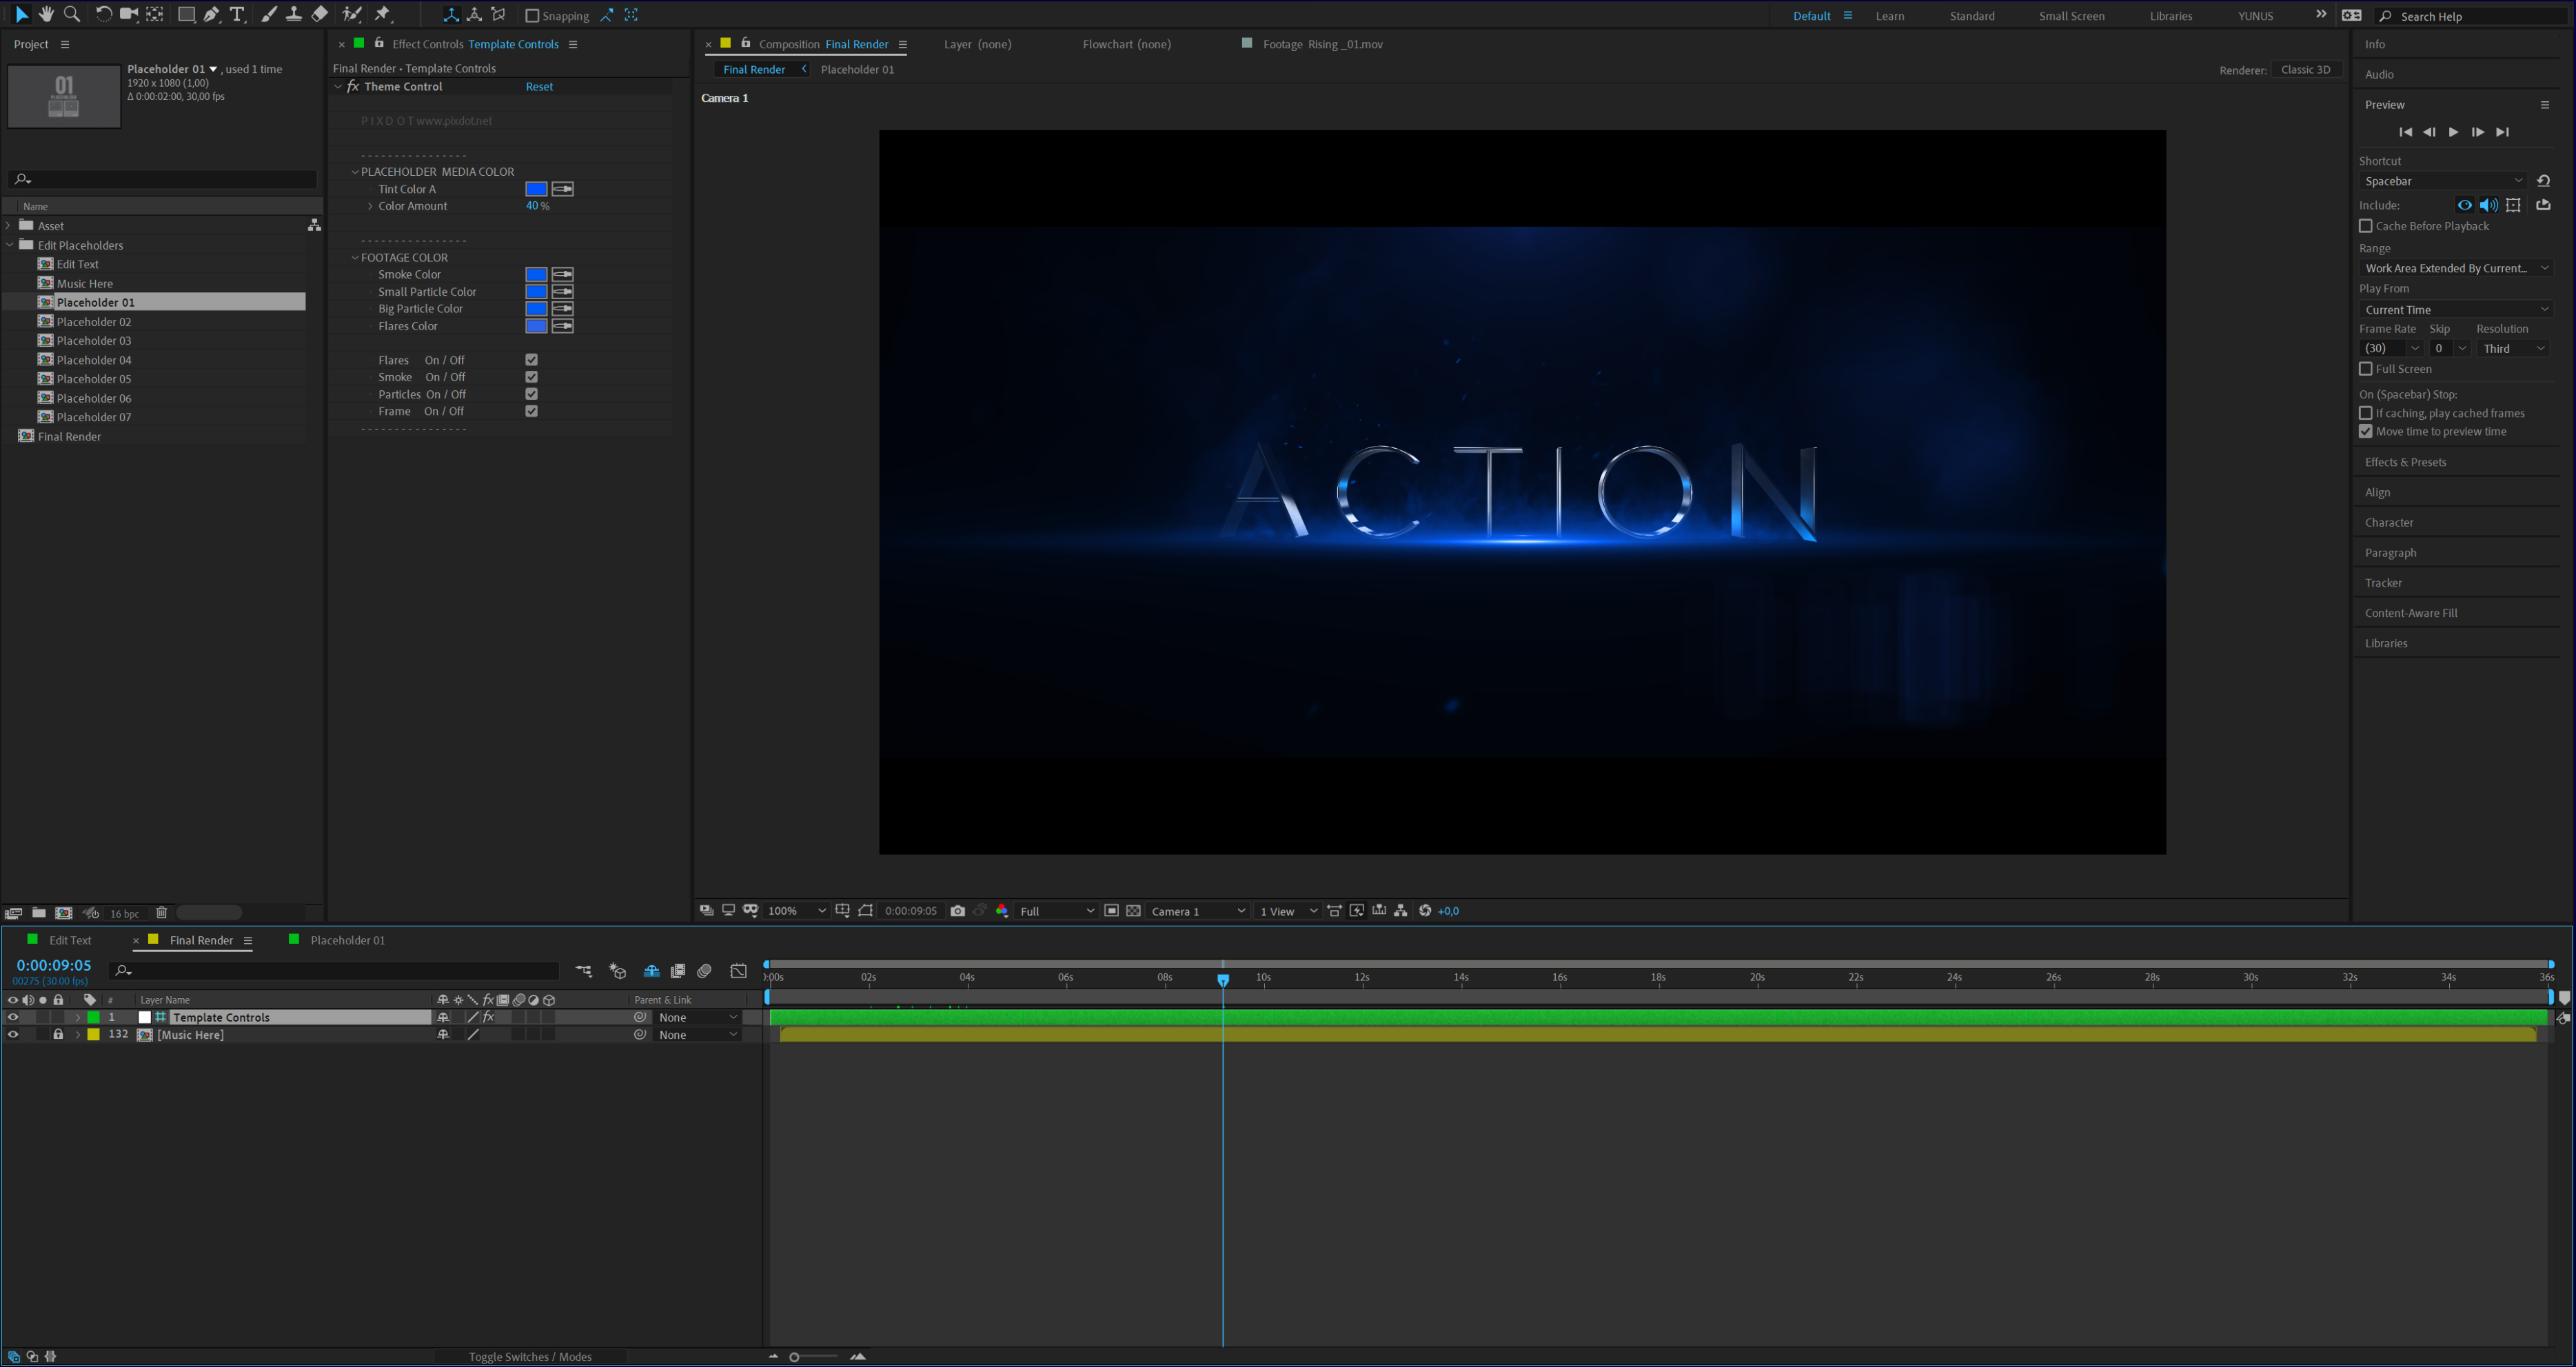 Snapping
Default
Learn
Standard
Small Screen
Libraries
YUNUS
Search Help
Project
Placeholder 01 , used 1 time
1920 x 1080 (1,00)
Δ 0:00:02:00, 30,00 fps
01
Name
Asset
Edit Placeholders
Edit Text
Music Here
Placeholder 01
Placeholder 02
Placeholder 03
Placeholder 04
Placeholder 05
Placeholder 06
Placeholder 07
Final Render
16 bpc
Effect Controls Template Controls
Final Render • Template Controls
fx Theme Control Reset
P I X D O T www.pixdot.net
- - - - - - - - - - - - - - - -
PLACEHOLDER MEDIA COLOR
Tint Color A
Color Amount 40 %
- - - - - - - - - - - - - - - -
FOOTAGE COLOR
Smoke Color
Small Particle Color
Big Particle Color
Flares Color
Flares On / Off
Smoke On / Off
Particles On / Off
Frame On / Off
- - - - - - - - - - - - - - - -
Composition Final Render
Layer (none)
Flowchart (none)
Footage Rising _01.mov
Final Render
Placeholder 01
Renderer: Classic 3D
Camera 1
ACTION
100%
0:00:09:05
Full
Camera 1
1 View
+0,0
Info
Audio
Preview
Shortcut
Spacebar
Include:
Cache Before Playback
Range
Work Area Extended By Current...
Play From
Current Time
Frame Rate Skip Resolution
(30) 0 Third
Full Screen
On (Spacebar) Stop:
If caching, play cached frames
Move time to preview time
Effects & Presets
Align
Character
Paragraph
Tracker
Content-Aware Fill
Libraries
Edit Text
Final Render
Placeholder 01
0:00:09:05
00275 (30.00 fps)
# Layer Name fx Parent & Link
1 Template Controls fx None
132 [Music Here] None
):00s 02s 04s 06s 08s 10s 12s 14s 16s 18s 20s 22s 24s 26s 28s 30s 32s 34s 36s
Toggle Switches / Modes